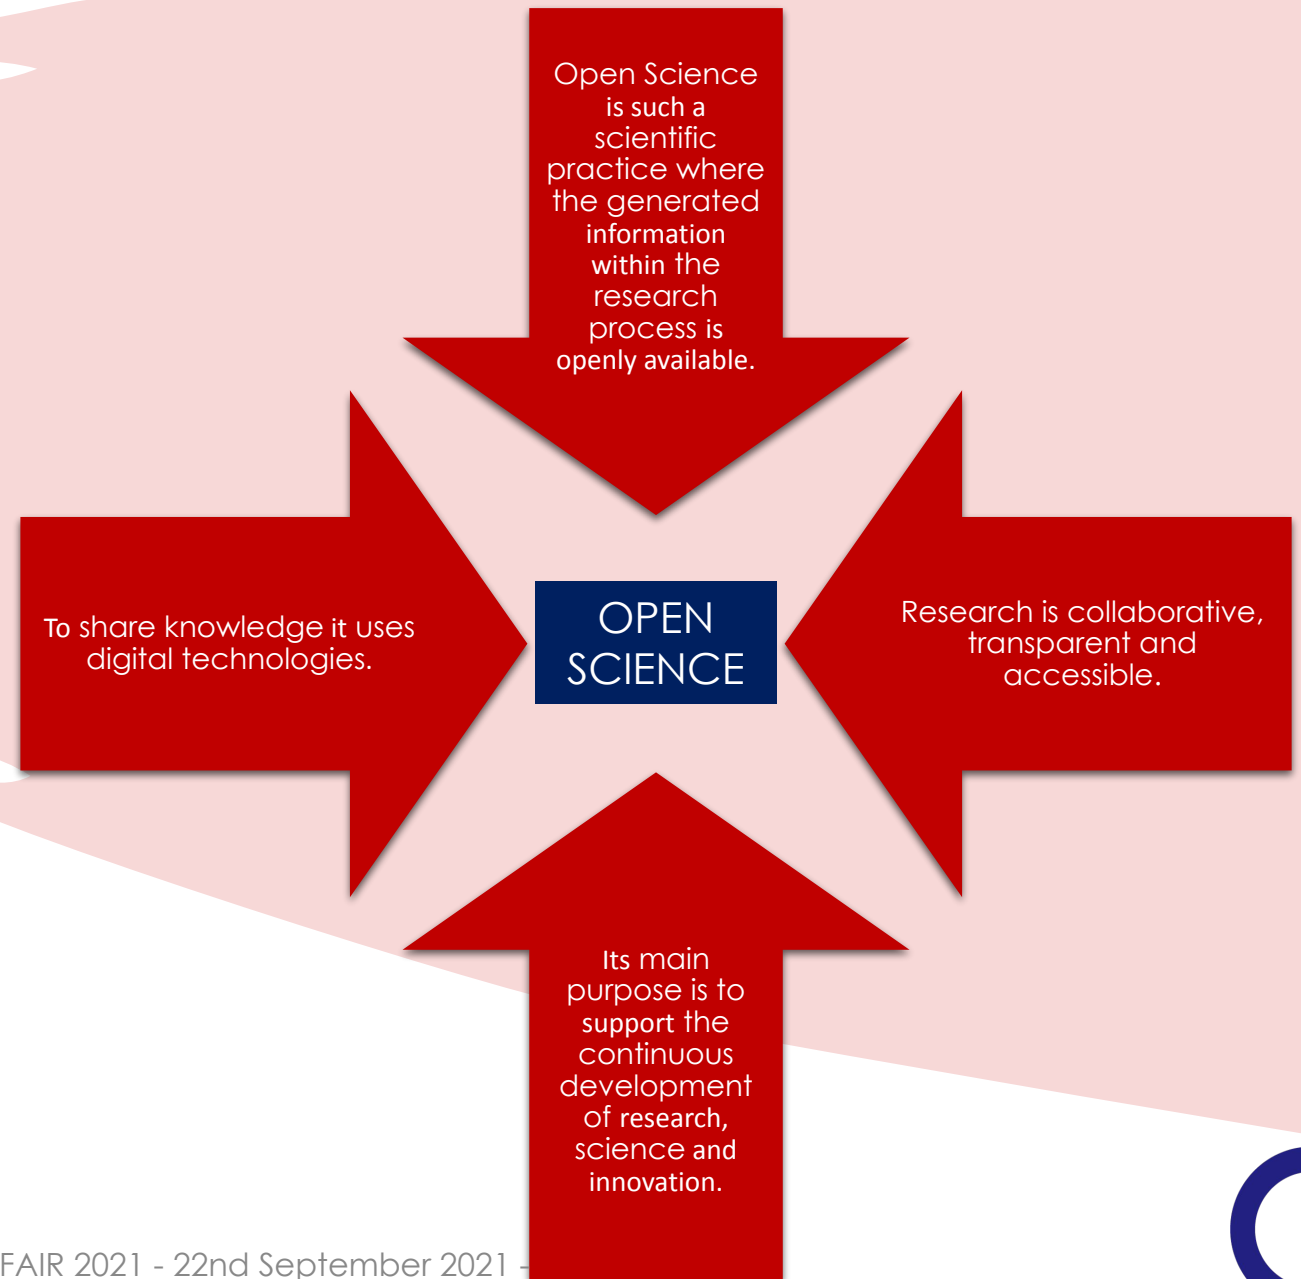 Open Science
is such a
scientific
practice where
the generated
information
within the
research
process is
openly available.
To share knowledge it uses
digital technologies.
OPEN
SCIENCE
Research is collaborative,
transparent and
accessible.
Its main
purpose is to
support the
continuous
development
of research,
science and
innovation.
FAIR 2021 - 22nd September 2021 -